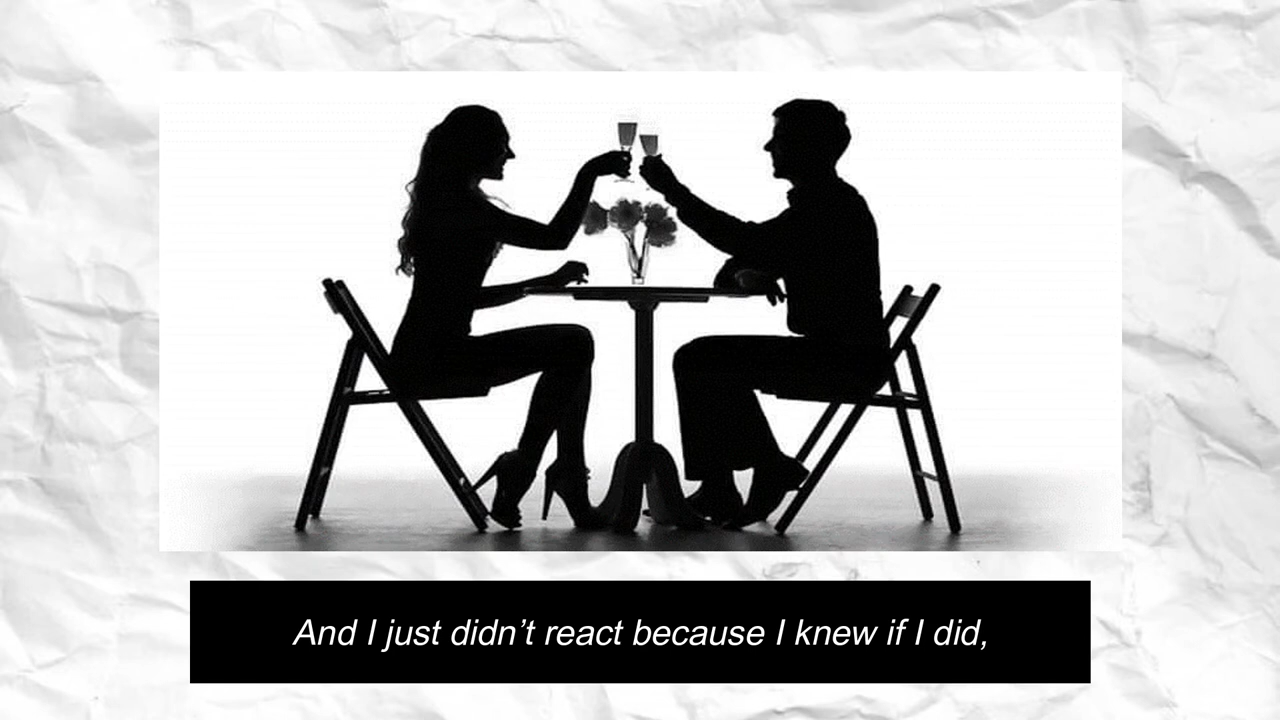 And I just didn’t react because I knew if I did,